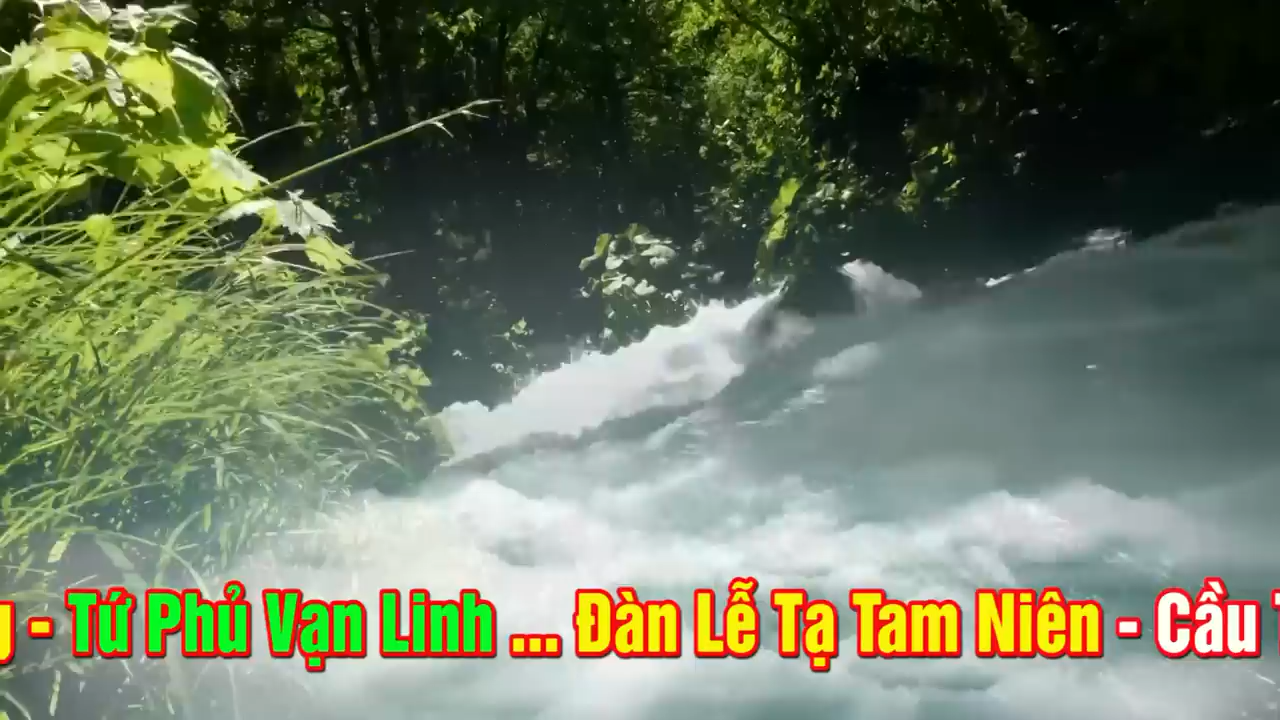 g - Tứ Phủ Vạn Linh ... Đàn Lễ Tạ Tam Niên - Cầu